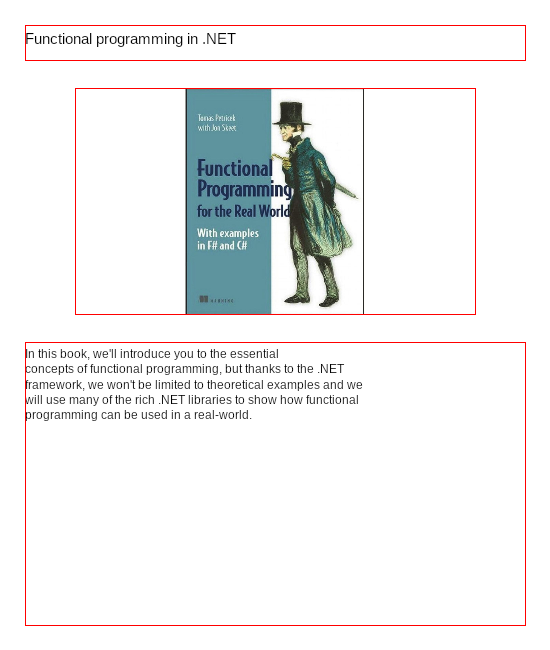 Functional programming in .NET
Tomas Petricek
with Jon Skeet
Functional
Programming
for the Real World
With examples
in F# and C#
MANNING
In this book, we'll introduce you to the essential
concepts of functional programming, but thanks to the .NET
framework, we won't be limited to theoretical examples and we
will use many of the rich .NET libraries to show how functional
programming can be used in a real-world.